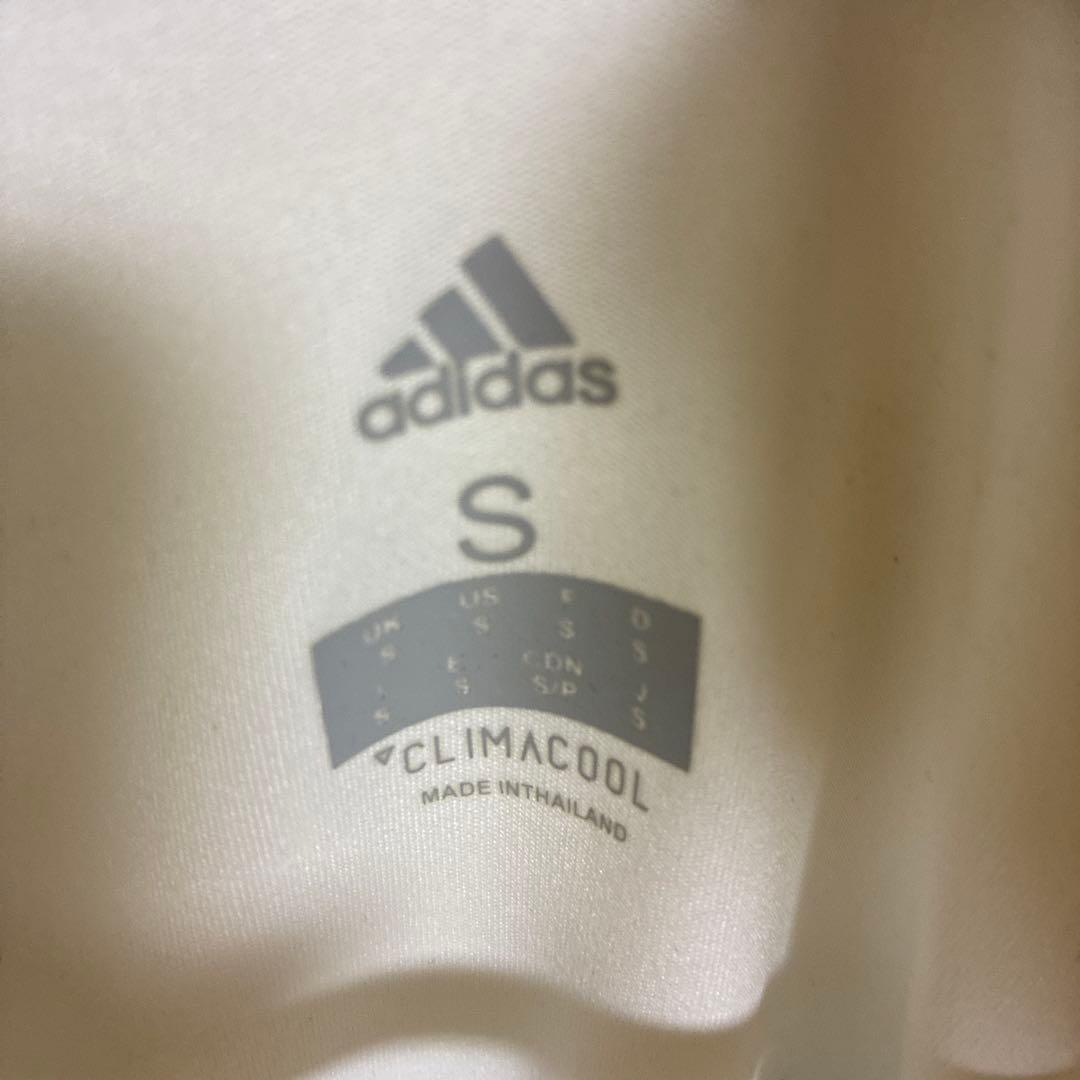 adidas
S
UK US F D
S S S S
I E CDN J
S S S/P S
CLIMACOOL
MADE INTHAILAND